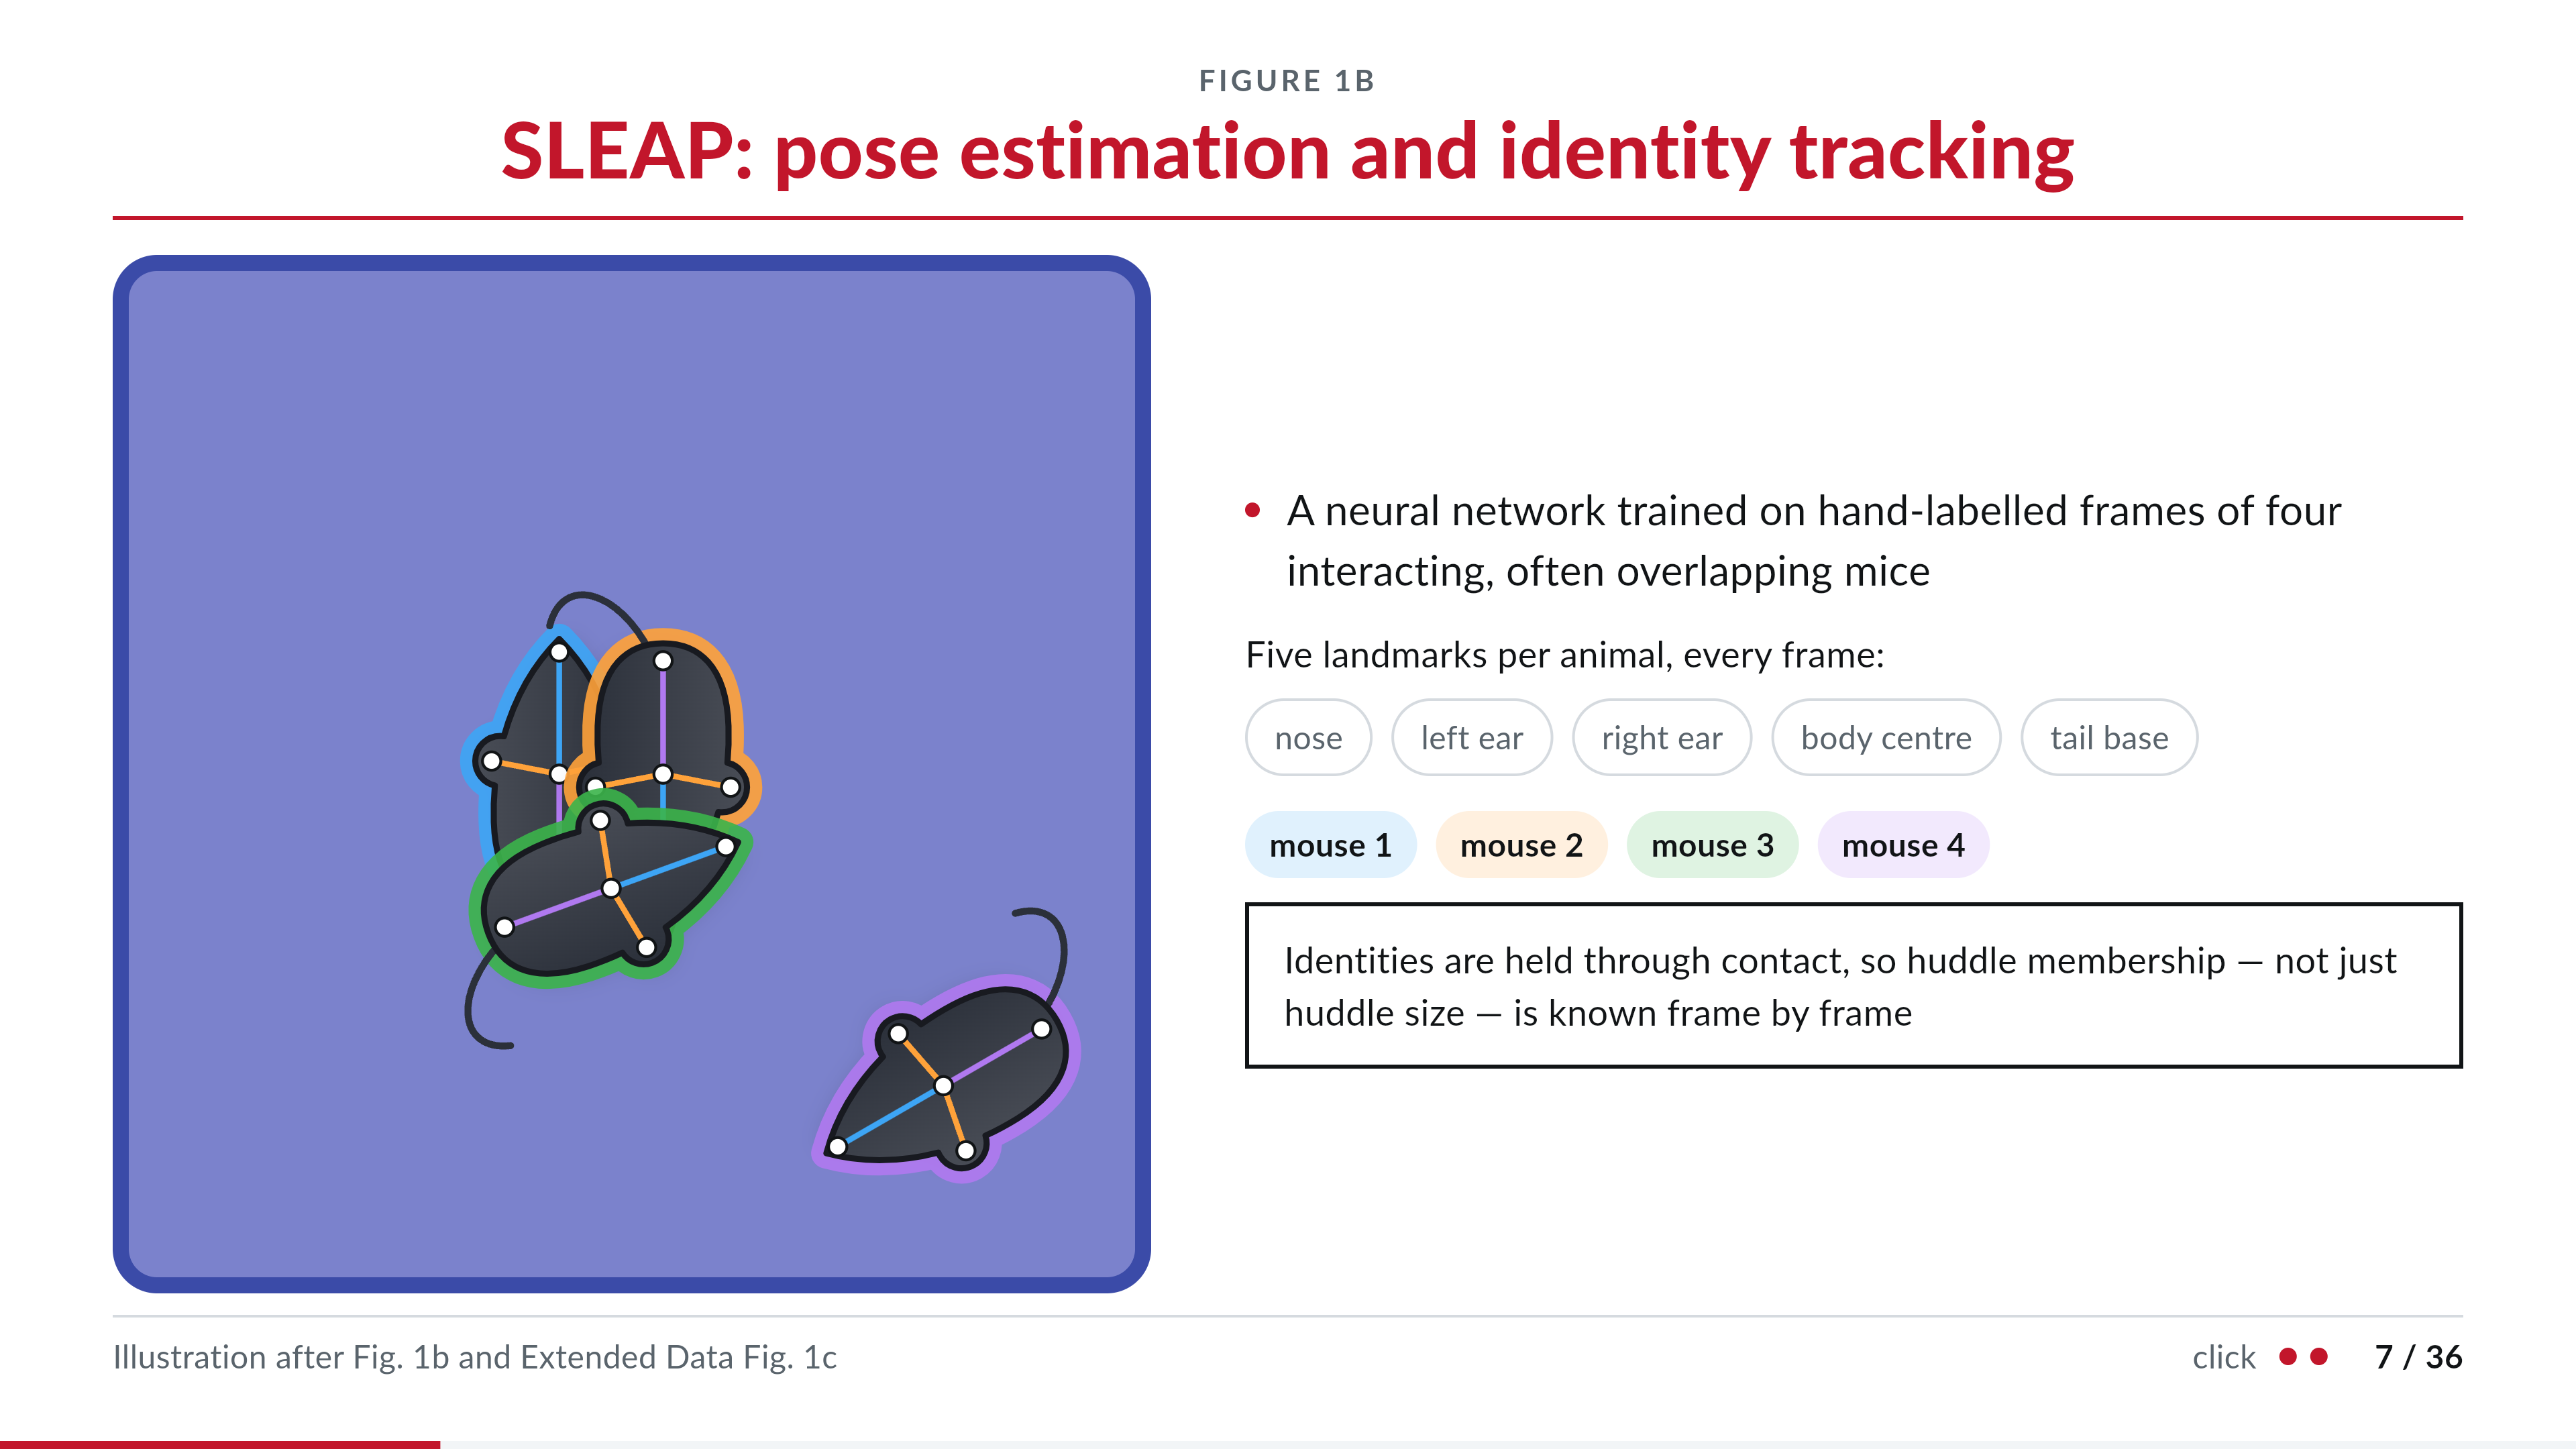 FIGURE 1B
SLEAP: pose estimation and identity tracking
A neural network trained on hand-labelled frames of four
interacting, often overlapping mice
Five landmarks per animal, every frame:
nose left ear right ear body centre tail base
mouse 1 mouse 2 mouse 3 mouse 4
Identities are held through contact, so huddle membership — not just
huddle size — is known frame by frame
Illustration after Fig. 1b and Extended Data Fig. 1c
click 7 / 36